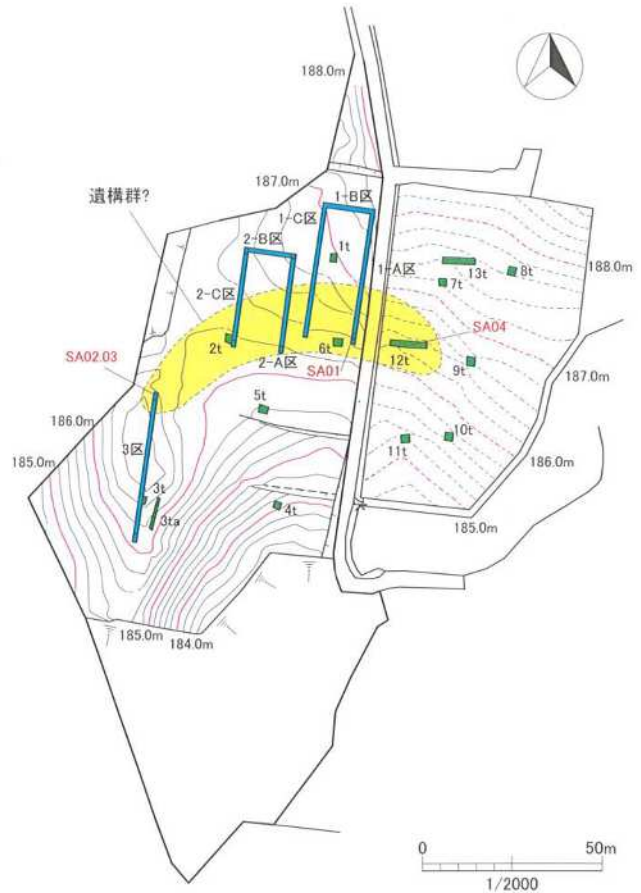 188.0m
187.0m
遺構群?
1-B区
1-C区
2-B区
1t
1-A区
13t
8t
7t
188.0m
2-C区
SA04
2t
2-A区
6t
SA01
12t
9t
187.0m
SA02.03
186.0m
5t
185.0m
3区
11t
10t
186.0m
3t
3ta
4t
185.0m
185.0m
184.0m
0
50m
1/2000